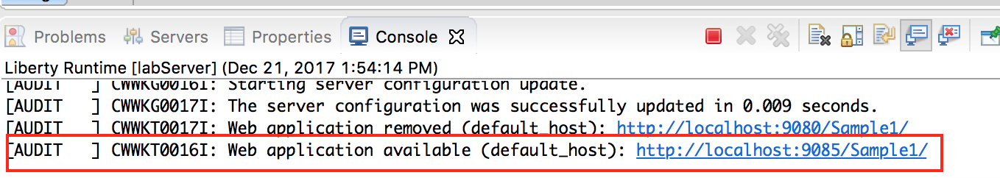 Problems Servers Properties Console
Liberty Runtime [labServer] (Dec 21, 2017 1:54:14 PM)
[AUDIT   ] CWWKG0016I: Starting server configuration update.
[AUDIT   ] CWWKG0017I: The server configuration was successfully updated in 0.009 seconds.
[AUDIT   ] CWWKT0017I: Web application removed (default_host): http://localhost:9080/Sample1/
[AUDIT   ] CWWKT0016I: Web application available (default_host): http://localhost:9085/Sample1/